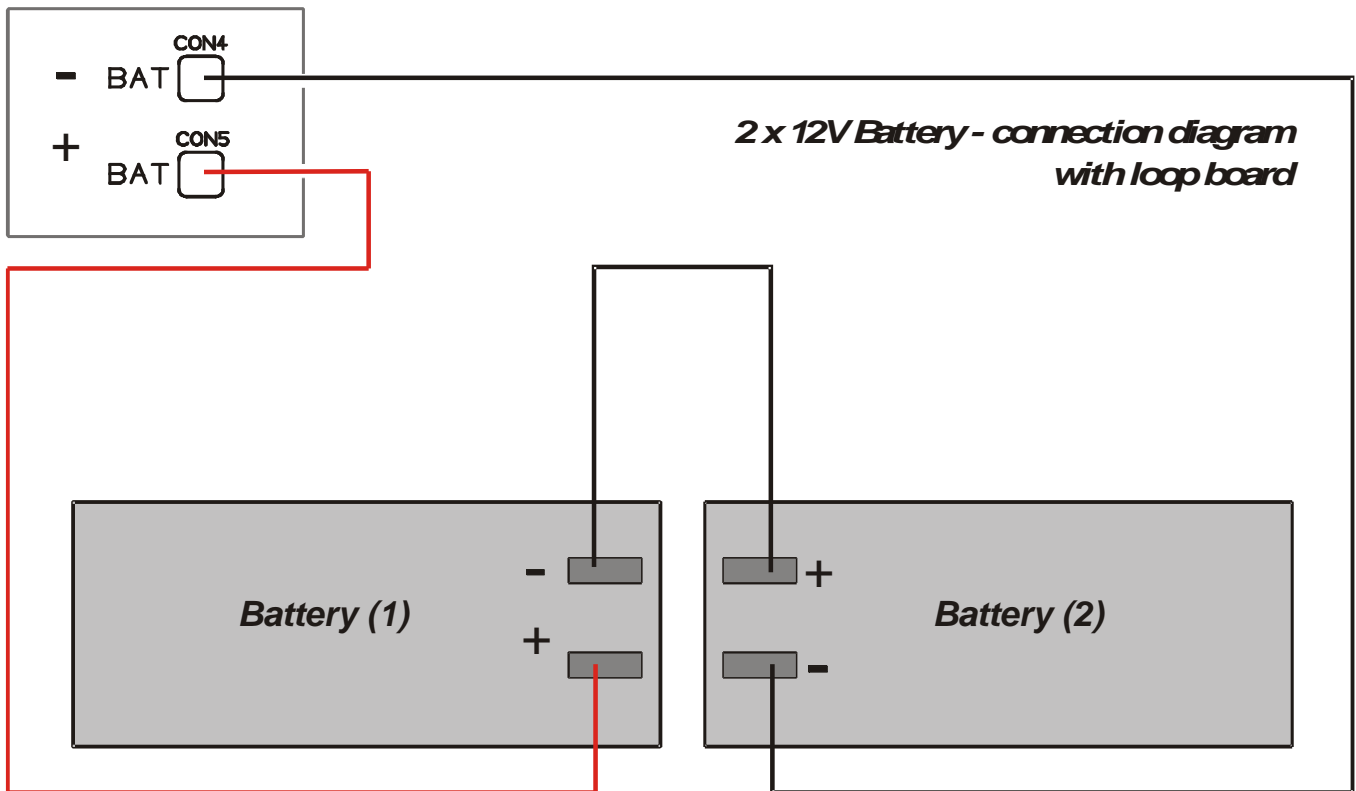 CON4
- BAT
CON5
+ BAT
2 x 12V Battery - connection diagram
with loop board
- +
Battery (1) Battery (2)
+ -